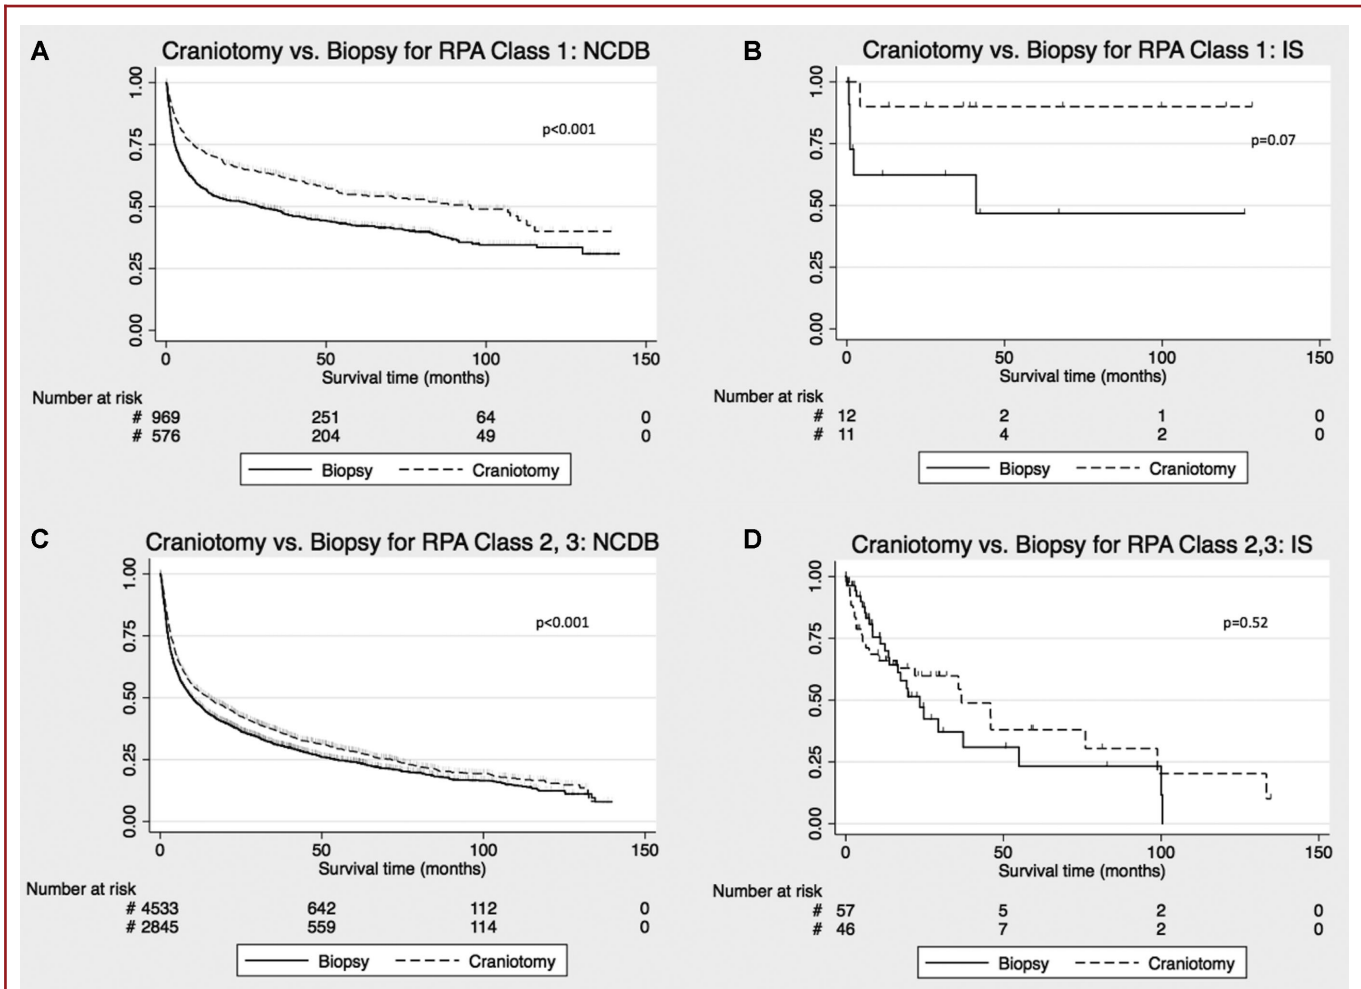 A
Craniotomy vs. Biopsy for RPA Class 1: NCDB
1.00
0.75
0.50
0.25
0.00
p<0.001
0 50 100 150
Survival time (months)
Number at risk
# 969 251 64 0
# 576 204 49 0
Biopsy Craniotomy
B
Craniotomy vs. Biopsy for RPA Class 1: IS
1.00
0.75
0.50
0.25
0.00
p=0.07
0 50 100 150
Survival time (months)
Number at risk
# 12 2 1 0
# 11 4 2 0
Biopsy Craniotomy
C
Craniotomy vs. Biopsy for RPA Class 2, 3: NCDB
1.00
0.75
0.50
0.25
0.00
p<0.001
0 50 100 150
Survival time (months)
Number at risk
# 4533 642 112 0
# 2845 559 114 0
Biopsy Craniotomy
D
Craniotomy vs. Biopsy for RPA Class 2,3: IS
1.00
0.75
0.50
0.25
0.00
p=0.52
0 50 100 150
Survival time (months)
Number at risk
# 57 5 2 0
# 46 7 2 0
Biopsy Craniotomy